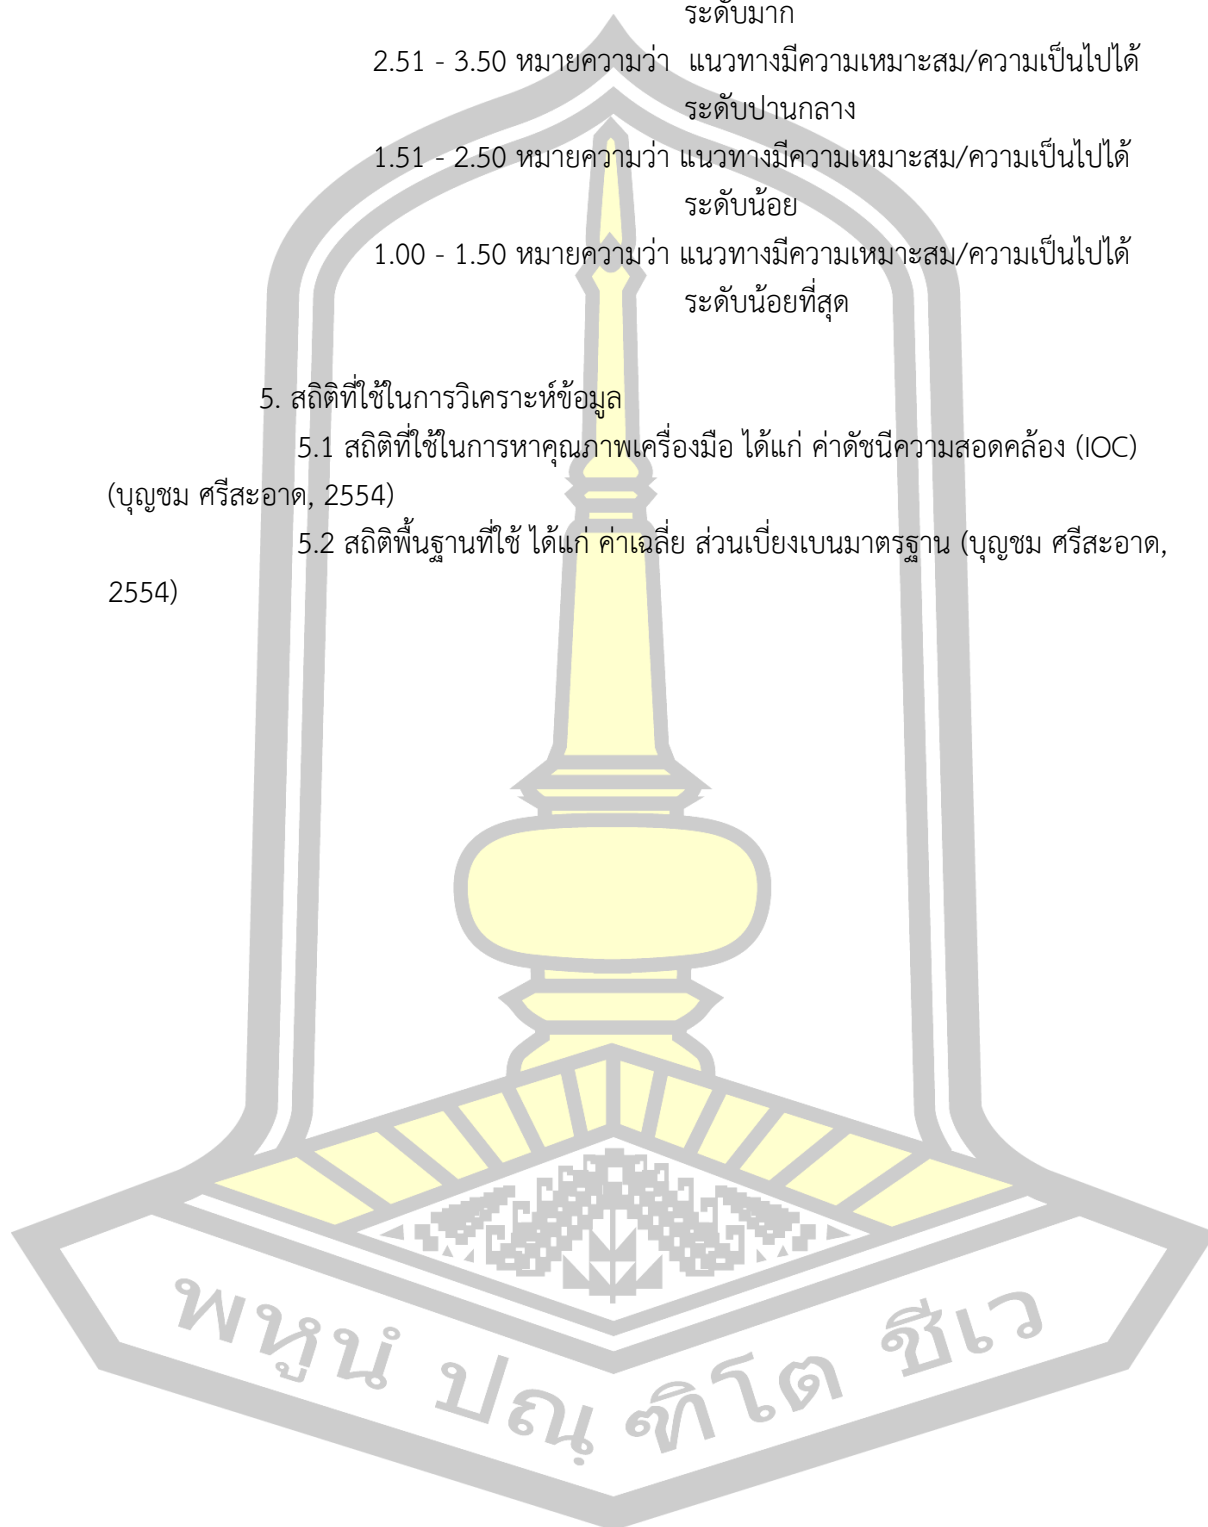 ระดับมาก
2.51 - 3.50 หมายความว่า แนวทางมีความเหมาะสม/ความเป็นไปได้
ระดับปานกลาง
1.51 - 2.50 หมายความว่า แนวทางมีความเหมาะสม/ความเป็นไปได้
ระดับน้อย
1.00 - 1.50 หมายความว่า แนวทางมีความเหมาะสม/ความเป็นไปได้
ระดับน้อยที่สุด
5. สถิติที่ใช้ในการวิเคราะห์ข้อมูล
5.1 สถิติที่ใช้ในการหาคุณภาพเครื่องมือ ได้แก่ ค่าดัชนีความสอดคล้อง (IOC)
(บุญชม ศรีสะอาด, 2554)
5.2 สถิติพื้นฐานที่ใช้ ได้แก่ ค่าเฉลี่ย ส่วนเบี่ยงเบนมาตรฐาน (บุญชม ศรีสะอาด,
2554)
พหูนํ ปณฺฑิโต ชีเว